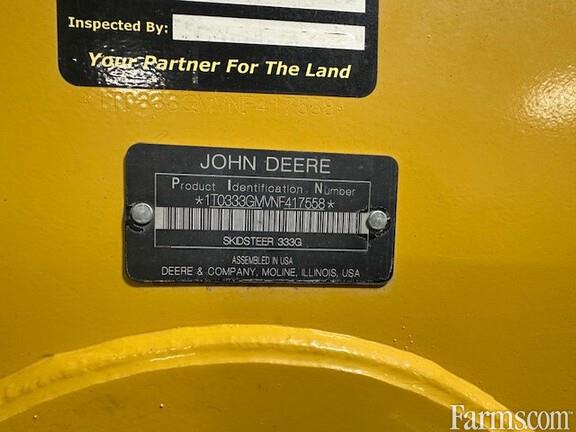 Inspected By:
Your Partner For The Land
*1T0333GMVNF417558*
JOHN DEERE
Product Identification Number
*1T0333GMVNF417558*
SKIDSTEER 333G
ASSEMBLED IN USA
DEERE & COMPANY, MOLINE, ILLINOIS, USA
Farms.com